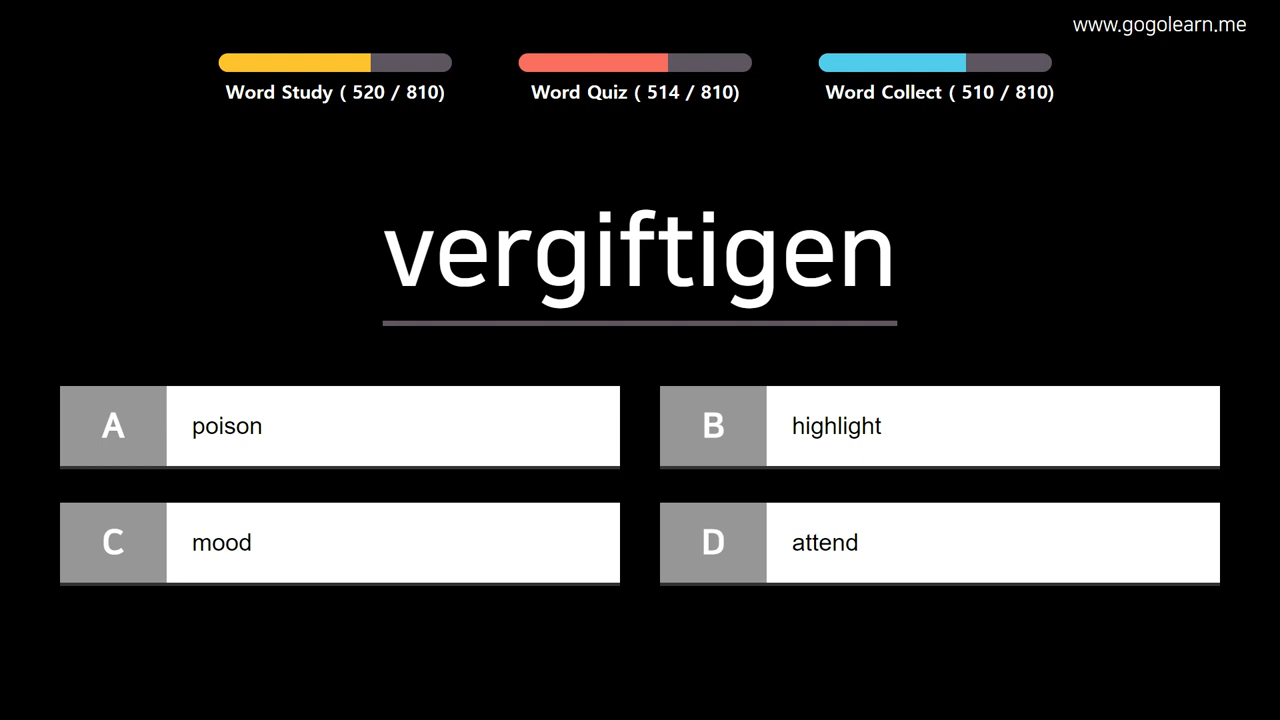 www.gogolearn.me
Word Study ( 520 / 810)
Word Quiz ( 514 / 810)
Word Collect ( 510 / 810)
vergiftigen
A poison
B highlight
C mood
D attend